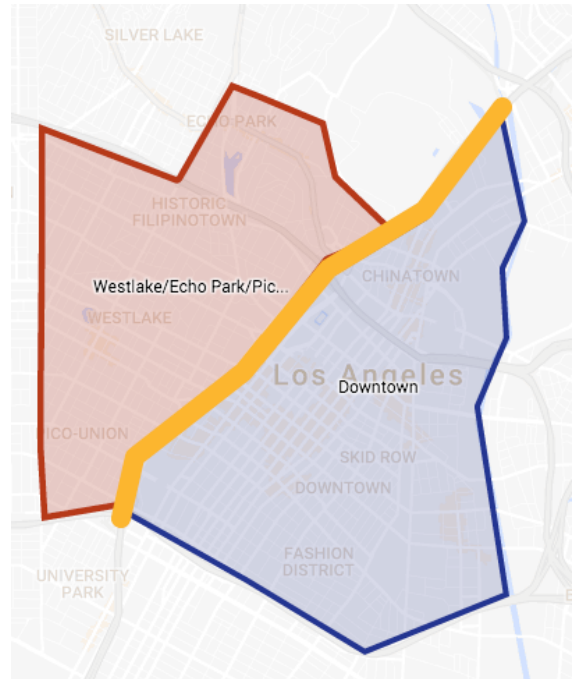 SILVER LAKE
ECHO PARK
HISTORIC
FILIPINOTOWN
CHINATOWN
Westlake/Echo Park/Pic...
WESTLAKE
Los Angeles
Downtown
PICO-UNION
SKID ROW
DOWNTOWN
FASHION
DISTRICT
UNIVERSITY
PARK